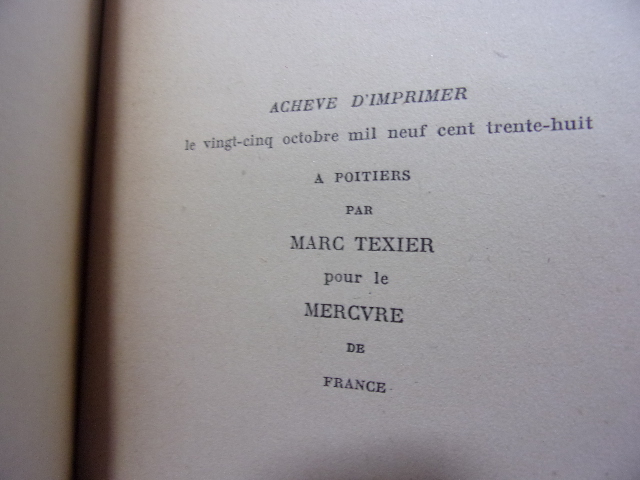 ACHEVE D'IMPRIMER
le vingt-cinq octobre mil neuf cent trente-huit
A POITIERS
PAR
MARC TEXIER
pour le
MERCVRE
DE
FRANCE